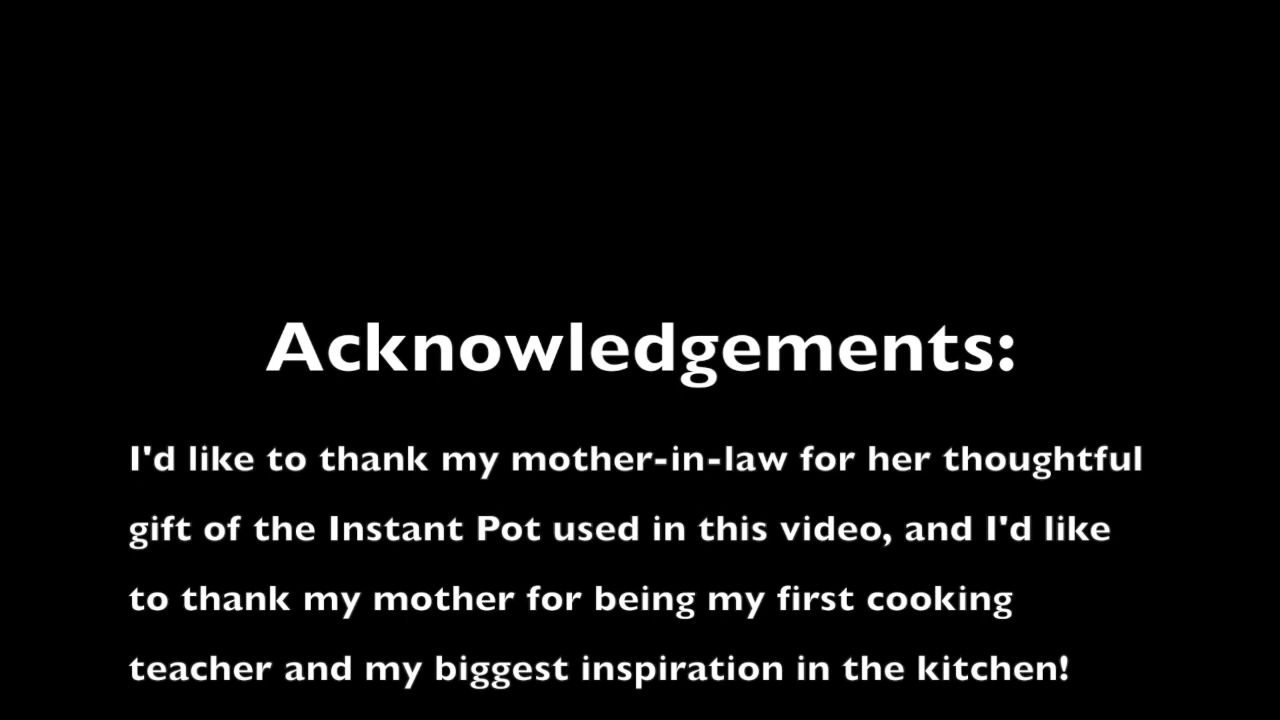 Acknowledgements:
I'd like to thank my mother-in-law for her thoughtful
gift of the Instant Pot used in this video, and I'd like
to thank my mother for being my first cooking
teacher and my biggest inspiration in the kitchen!